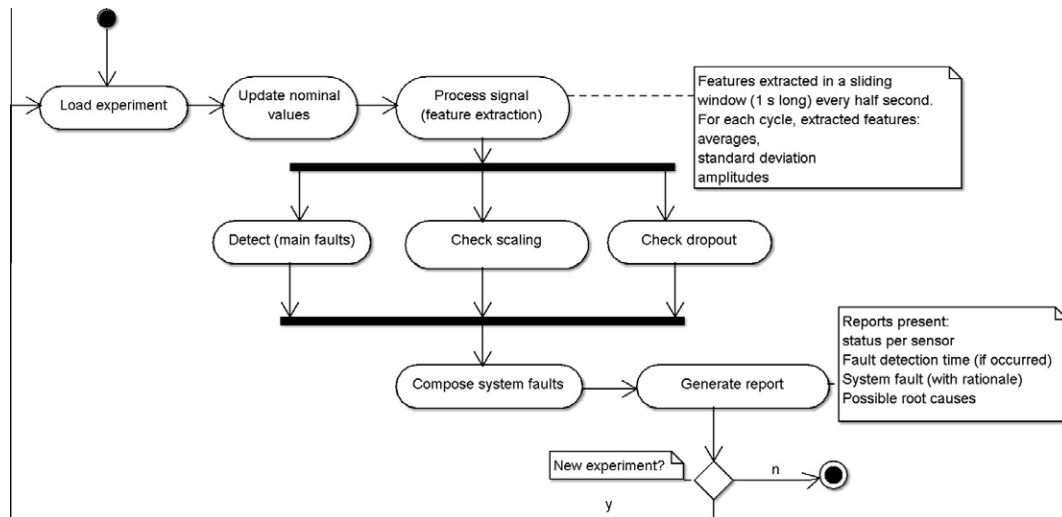 Load experiment
Update nominal
values
Process signal
(feature extraction)
Features extracted in a sliding
window (1 s long) every half second.
For each cycle, extracted features:
averages,
standard deviation
amplitudes
Detect (main faults)
Check scaling
Check dropout
Compose system faults
Generate report
Reports present:
status per sensor
Fault detection time (if occurred)
System fault (with rationale)
Possible root causes
New experiment?
n
y